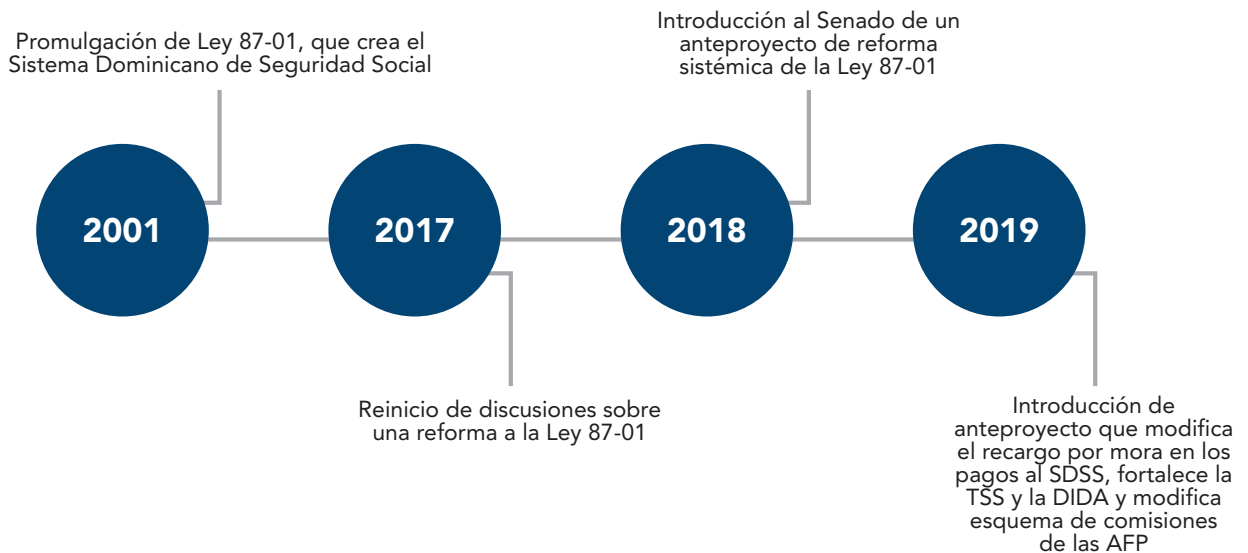 Promulgación de Ley 87-01, que crea el
Sistema Dominicano de Seguridad Social
Introducción al Senado de un
anteproyecto de reforma
sistémica de la Ley 87-01
2001
2017
2018
2019
Reinicio de discusiones sobre
una reforma a la Ley 87-01
Introducción de
anteproyecto que modifica
el recargo por mora en los
pagos al SDSS, fortalece la
TSS y la DIDA y modifica
esquema de comisiones
de las AFP